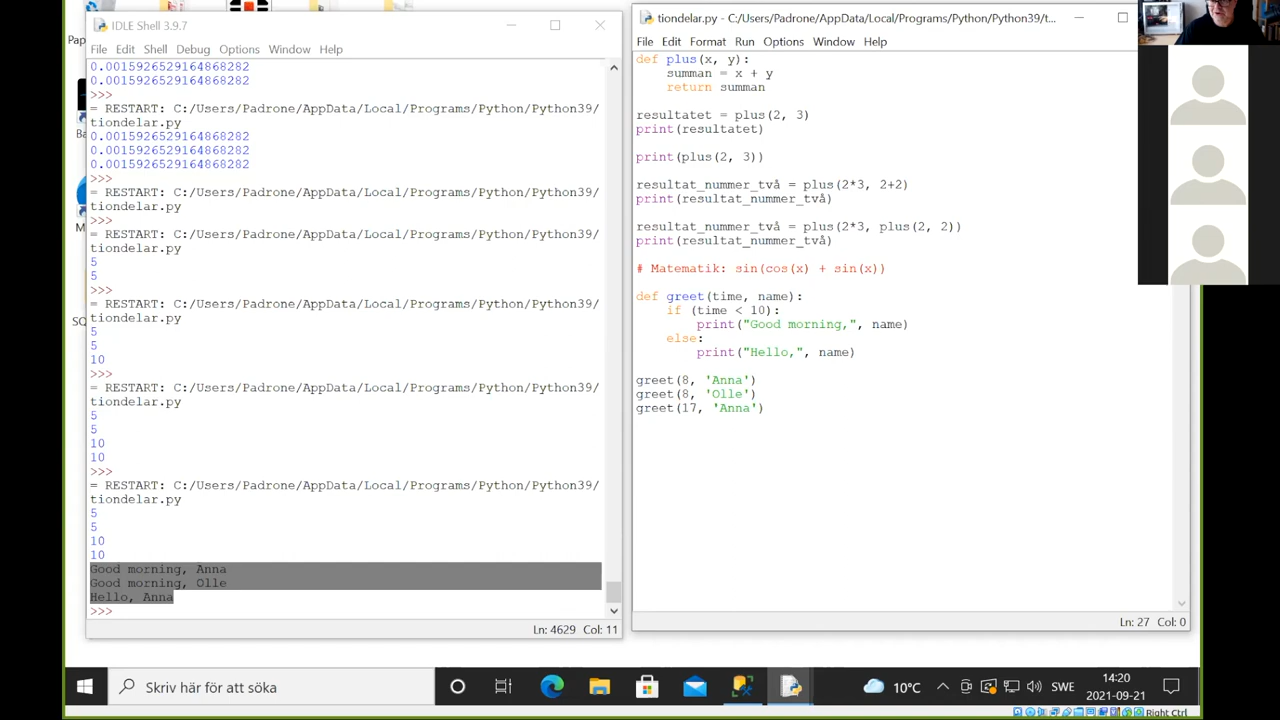 Pap
IDLE Shell 3.9.7
File Edit Shell Debug Options Window Help
0.0015926529164868282
0.0015926529164868282
>>>
= RESTART: C:/Users/Padrone/AppData/Local/Programs/Python/Python39/
tiondelar.py
0.0015926529164868282
0.0015926529164868282
0.0015926529164868282
>>>
= RESTART: C:/Users/Padrone/AppData/Local/Programs/Python/Python39/
tiondelar.py
>>>
= RESTART: C:/Users/Padrone/AppData/Local/Programs/Python/Python39/
tiondelar.py
5
5
>>>
= RESTART: C:/Users/Padrone/AppData/Local/Programs/Python/Python39/
tiondelar.py
5
5
10
>>>
= RESTART: C:/Users/Padrone/AppData/Local/Programs/Python/Python39/
tiondelar.py
5
5
10
10
>>>
= RESTART: C:/Users/Padrone/AppData/Local/Programs/Python/Python39/
tiondelar.py
5
5
10
10
Good morning, Anna
Good morning, Olle
Hello, Anna
>>>
Ln: 4629 Col: 11
tiondelar.py - C:/Users/Padrone/AppData/Local/Programs/Python/Python39/t...
File Edit Format Run Options Window Help
def plus(x, y):
    summan = x + y
    return summan
resultatet = plus(2, 3)
print(resultatet)
print(plus(2, 3))
resultat_nummer_två = plus(2*3, 2+2)
print(resultat_nummer_två)
resultat_nummer_två = plus(2*3, plus(2, 2))
print(resultat_nummer_två)
# Matematik: sin(cos(x) + sin(x))
def greet(time, name):
    if (time < 10):
        print("Good morning,", name)
    else:
        print("Hello,", name)
greet(8, 'Anna')
greet(8, 'Olle')
greet(17, 'Anna')
Ln: 27 Col: 0
Skriv här för att söka
10°C
SWE
14:20
2021-09-21
Right Ctrl